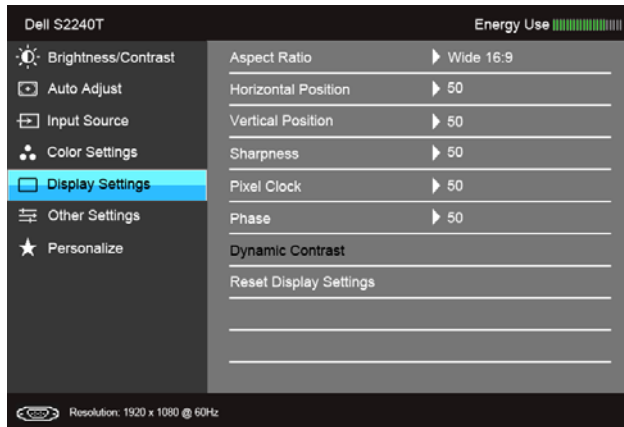 Dell S2240T Energy Use
Brightness/Contrast Aspect Ratio Wide 16:9
Auto Adjust Horizontal Position 50
Input Source Vertical Position 50
Color Settings Sharpness 50
Display Settings Pixel Clock 50
Other Settings Phase 50
Personalize Dynamic Contrast
Reset Display Settings
Resolution: 1920 x 1080 @ 60Hz